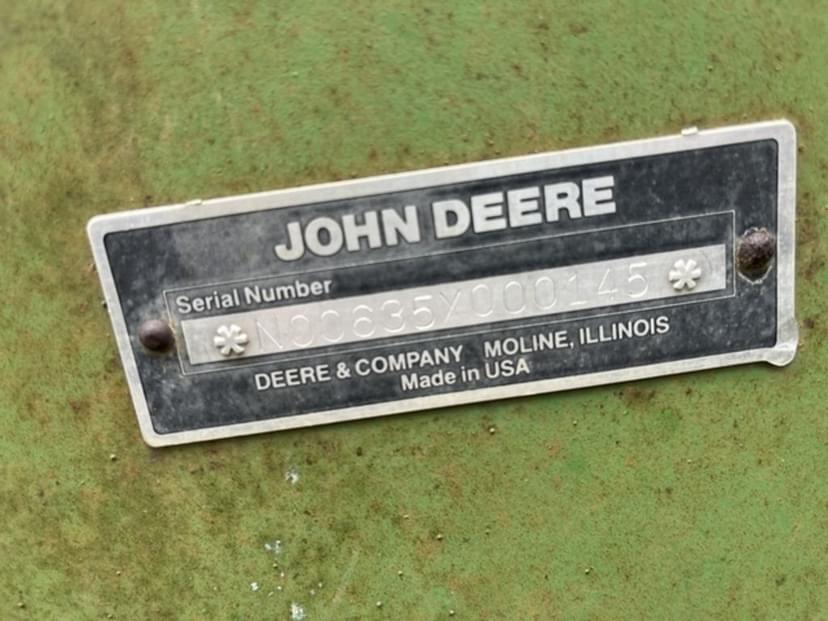 JOHN DEERE
Serial Number
*N00635X000145*
DEERE & COMPANY MOLINE, ILLINOIS
Made in USA